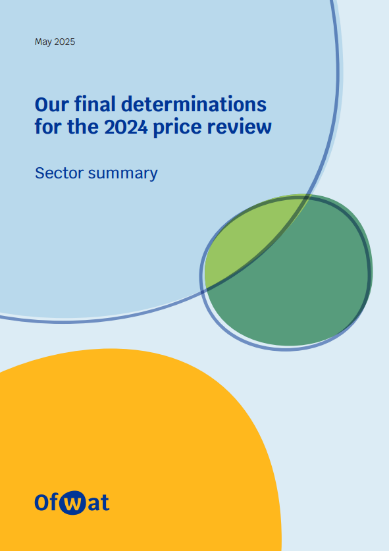 May 2025
Our final determinations
for the 2024 price review
Sector summary
Ofwat